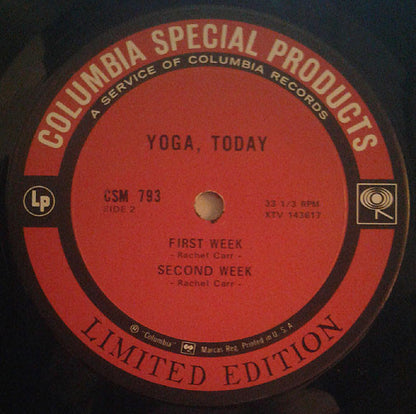 COLUMBIA SPECIAL PRODUCTS
A SERVICE OF COLUMBIA RECORDS
YOGA, TODAY
Lp
CSM 793
SIDE 2
33 1/3 RPM
XTV 143617
FIRST WEEK
- Rachel Carr -
SECOND WEEK
- Rachel Carr -
® "Columbia", Marcas Reg. Printed in U.S.A.
LIMITED EDITION